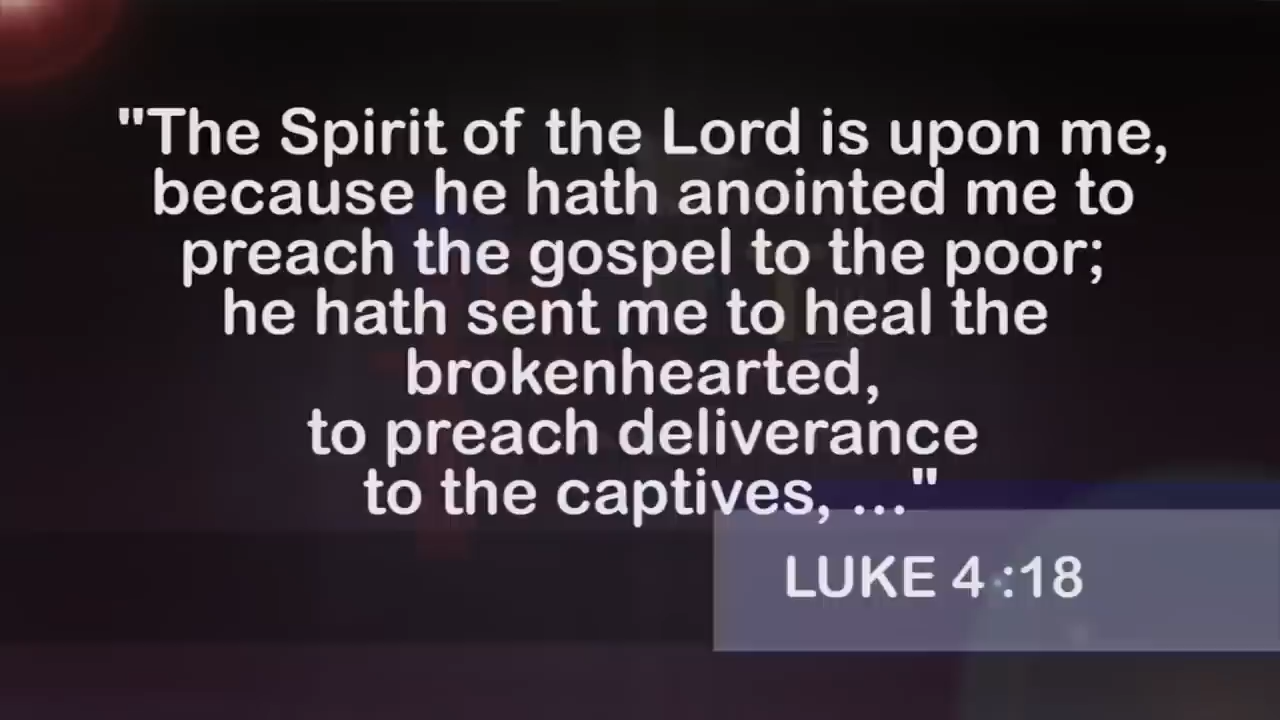 "The Spirit of the Lord is upon me,
because he hath anointed me to
preach the gospel to the poor;
he hath sent me to heal the
brokenhearted,
to preach deliverance
to the captives, ..."
LUKE 4 :18